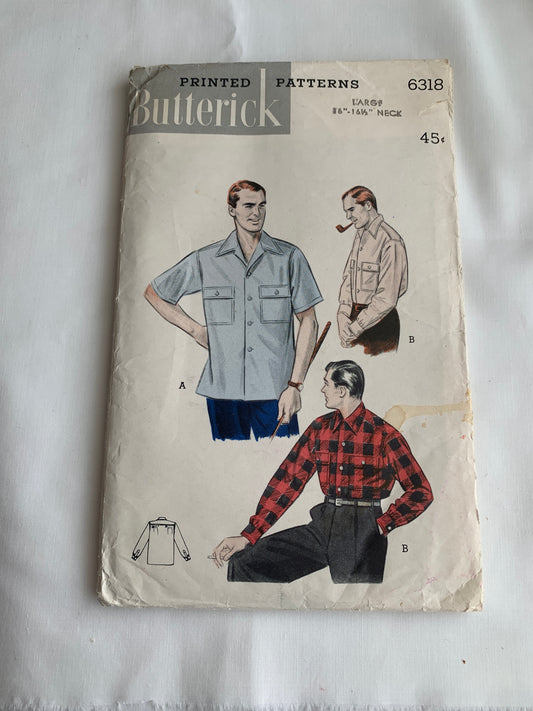 PRINTED PATTERNS 6318
Butterick
LARGE
16"-16½" NECK
45¢
A
B
B